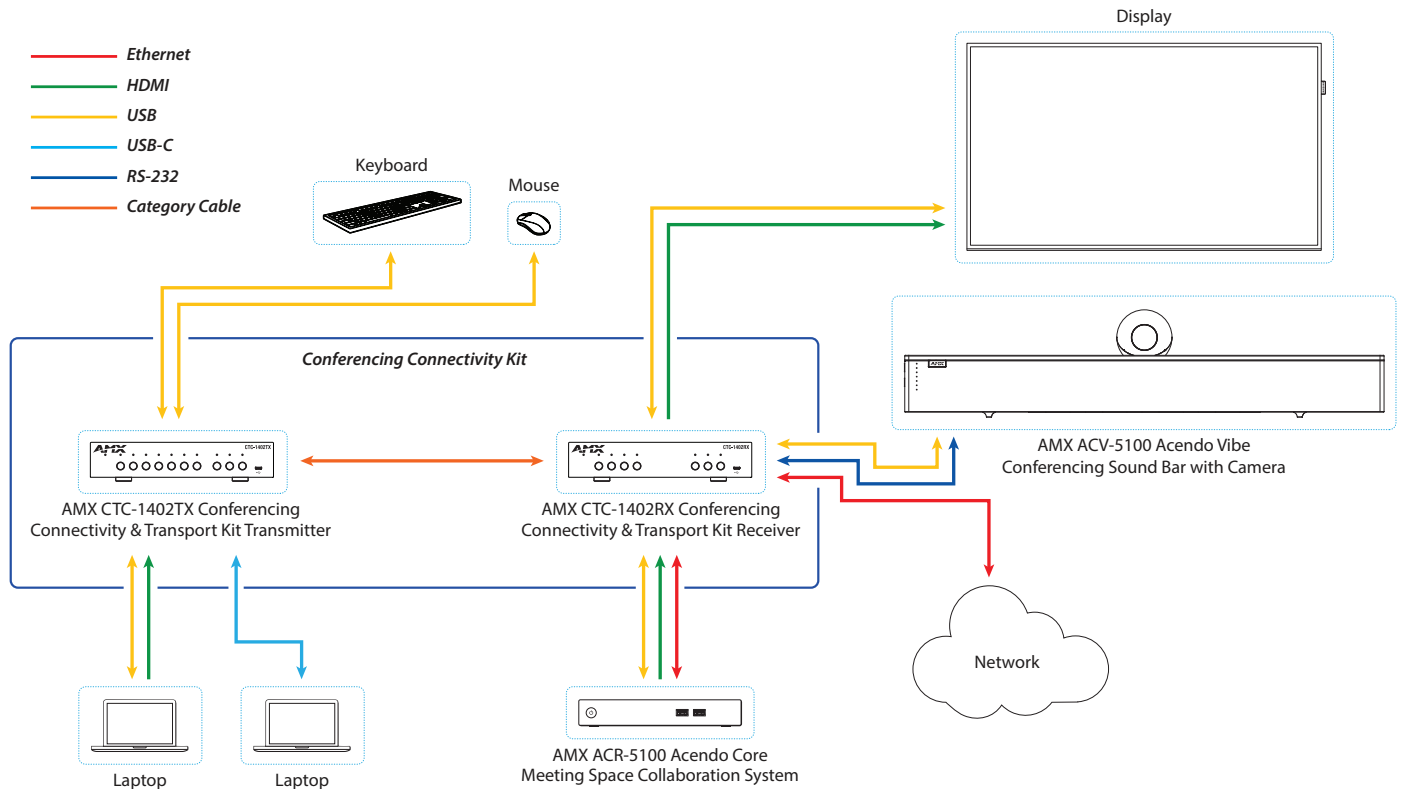 Display
Ethernet
HDMI
USB
USB-C
RS-232
Category Cable
Keyboard
Mouse
Conferencing Connectivity Kit
AMX
AMX
CTC-1402TX
AMX
CTC-1402RX
AMX CTC-1402TX Conferencing
Connectivity & Transport Kit Transmitter
AMX CTC-1402RX Conferencing
Connectivity & Transport Kit Receiver
AMX ACV-5100 Acendo Vibe
Conferencing Sound Bar with Camera
Network
Laptop
Laptop
AMX ACR-5100 Acendo Core
Meeting Space Collaboration System